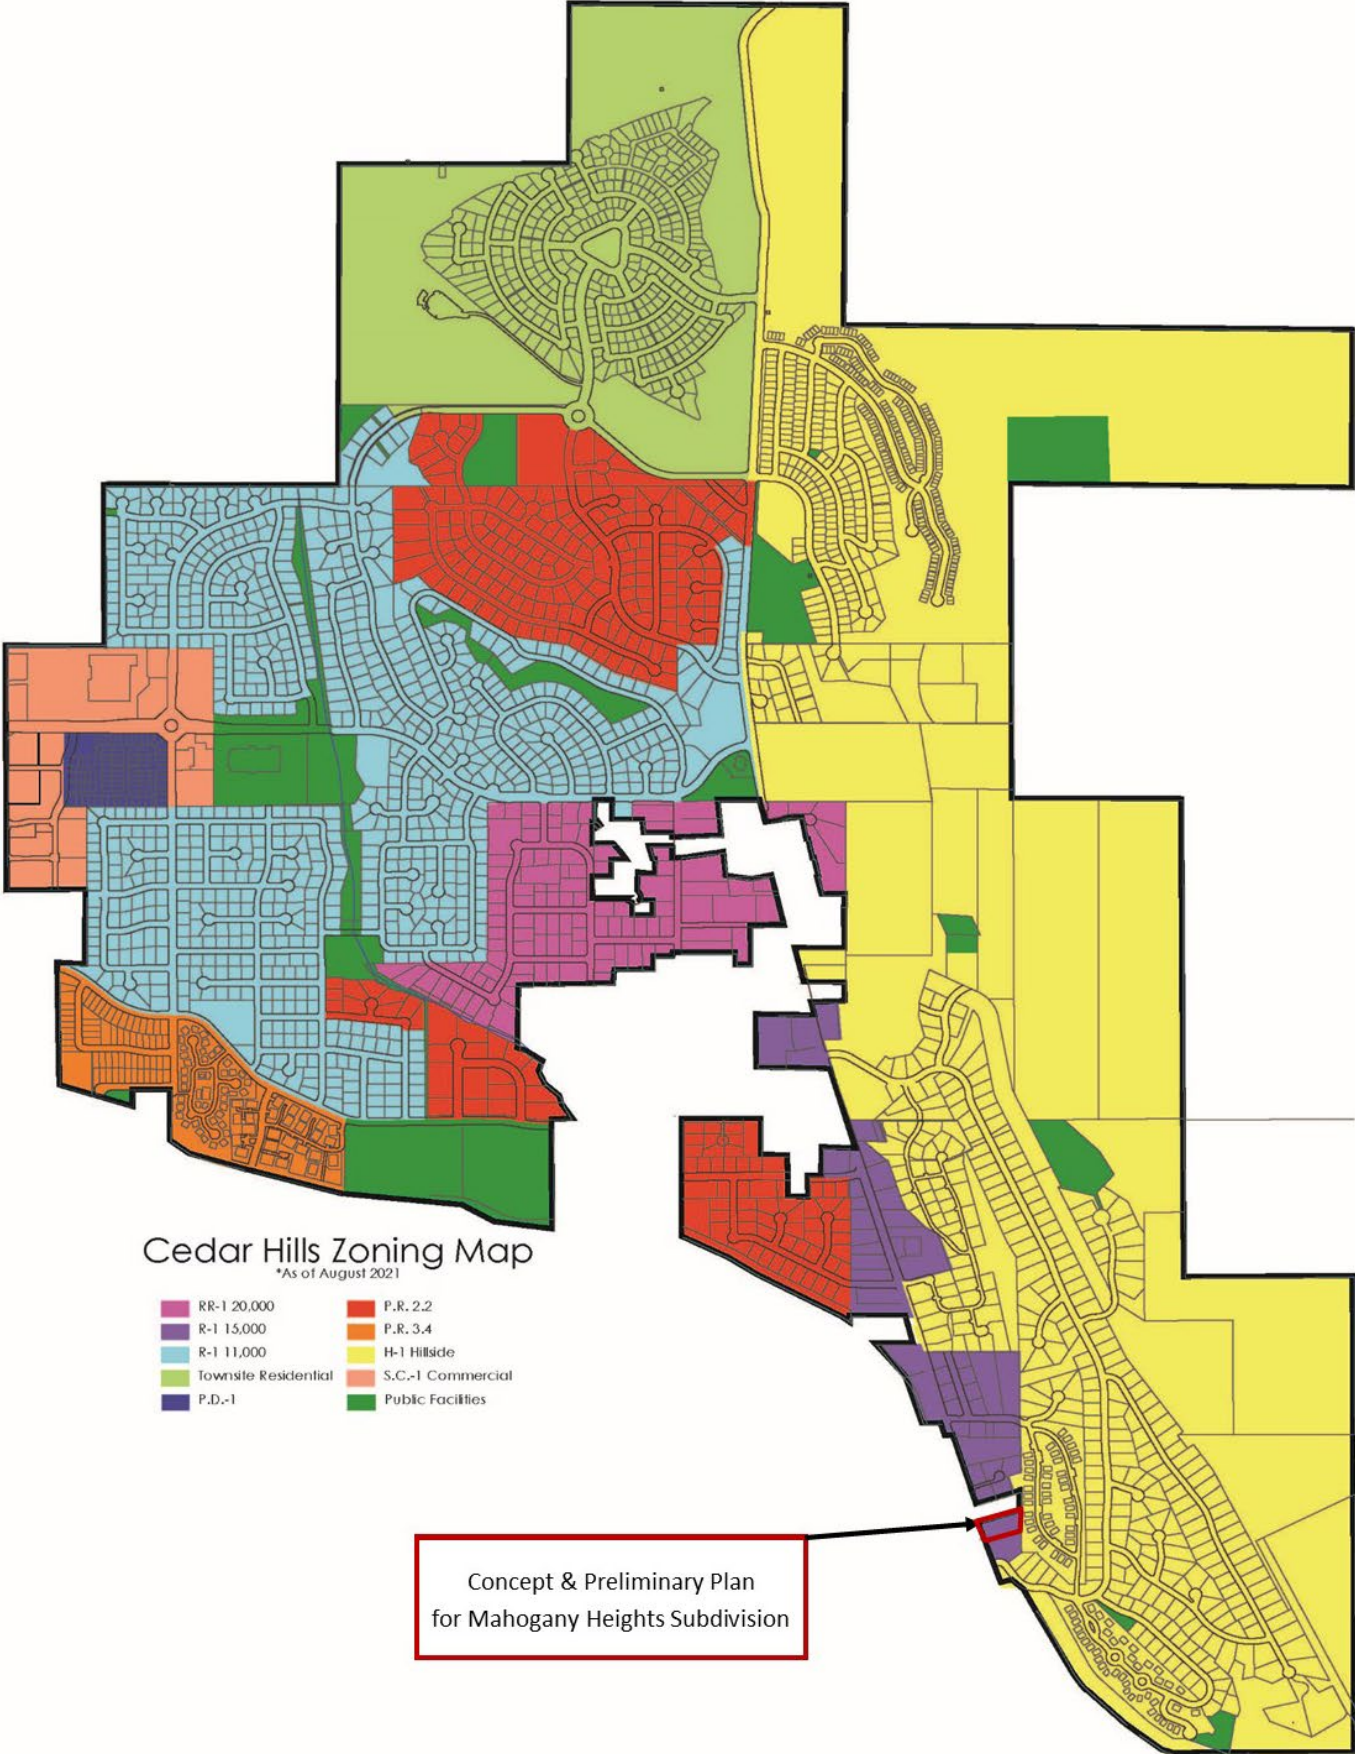 Cedar Hills Zoning Map
*As of August 2021
RR-1 20,000
R-1 15,000
R-1 11,000
Townsite Residential
P.D.-1
P.R. 2.2
P.R. 3.4
H-1 Hillside
S.C.-1 Commercial
Public Facilities
Concept & Preliminary Plan
for Mahogany Heights Subdivision